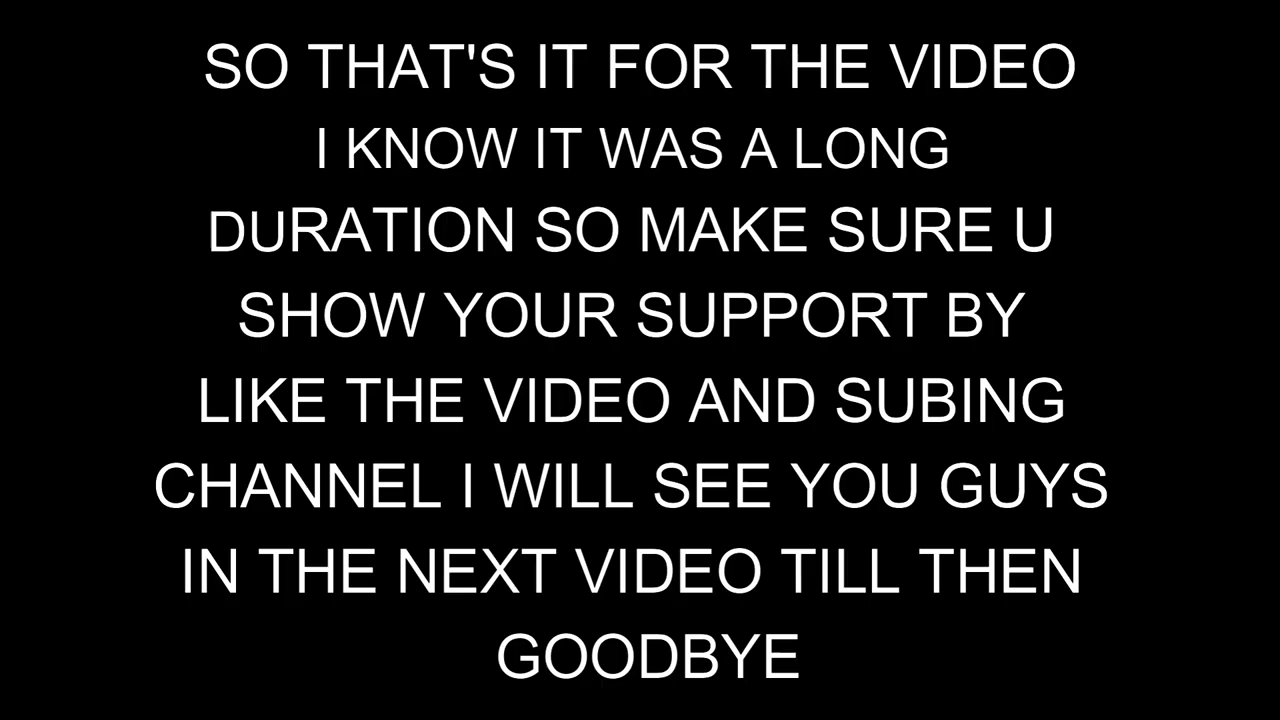 SO THAT'S IT FOR THE VIDEO
I KNOW IT WAS A LONG
DURATION SO MAKE SURE U
SHOW YOUR SUPPORT BY
LIKE THE VIDEO AND SUBING
CHANNEL I WILL SEE YOU GUYS
IN THE NEXT VIDEO TILL THEN
GOODBYE